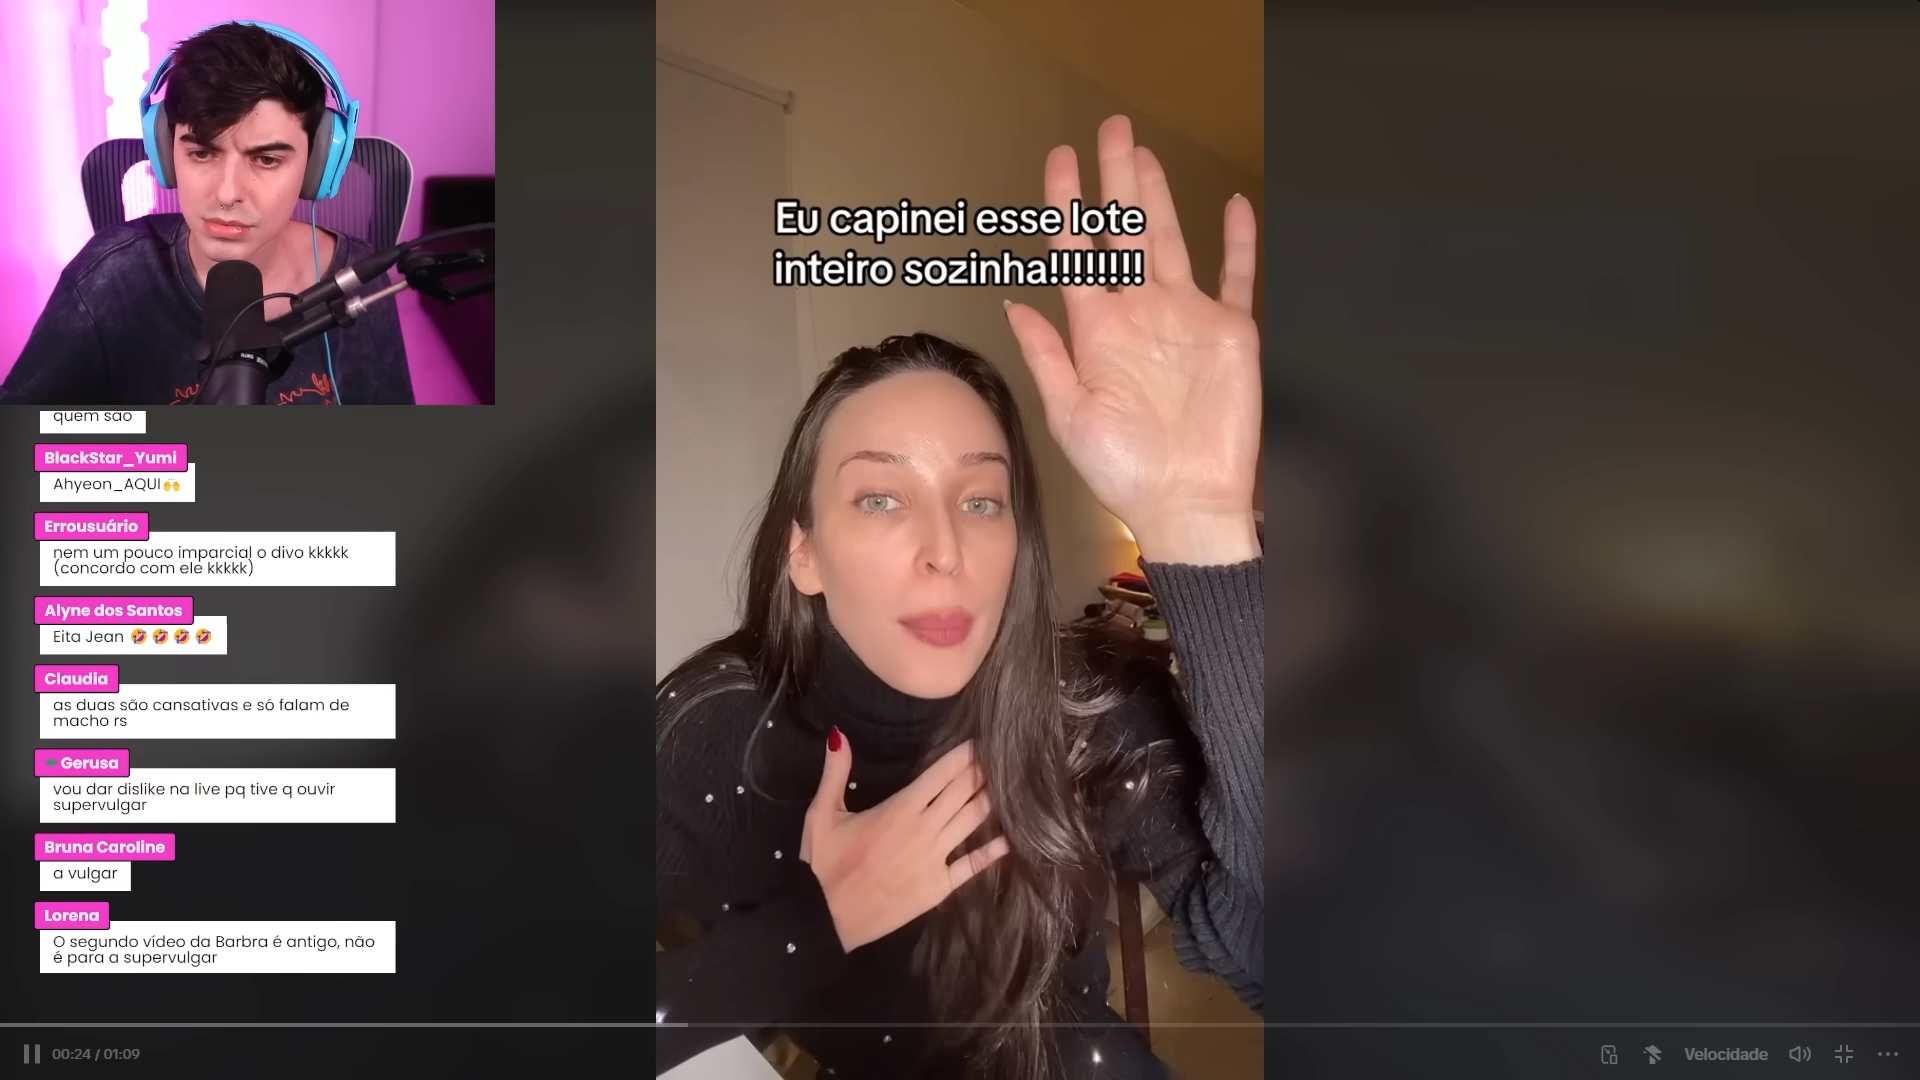 Eu capinei esse lote
inteiro sozinha!!!!!!!!
quem são
BlackStar_Yumi
Ahyeon_AQUI🙌
Errousuário
nem um pouco imparcial o divo kkkkk
(concordo com ele kkkkk)
Alyne dos Santos
Eita Jean 🤣🤣🤣🤣
Claudia
as duas são cansativas e só falam de
macho rs
Gerusa
vou dar dislike na live pq tive q ouvir
supervulgar
Bruna Caroline
a vulgar
Lorena
O segundo vídeo da Barbra é antigo, não
é para a supervulgar
00:24 / 01:09
Velocidade